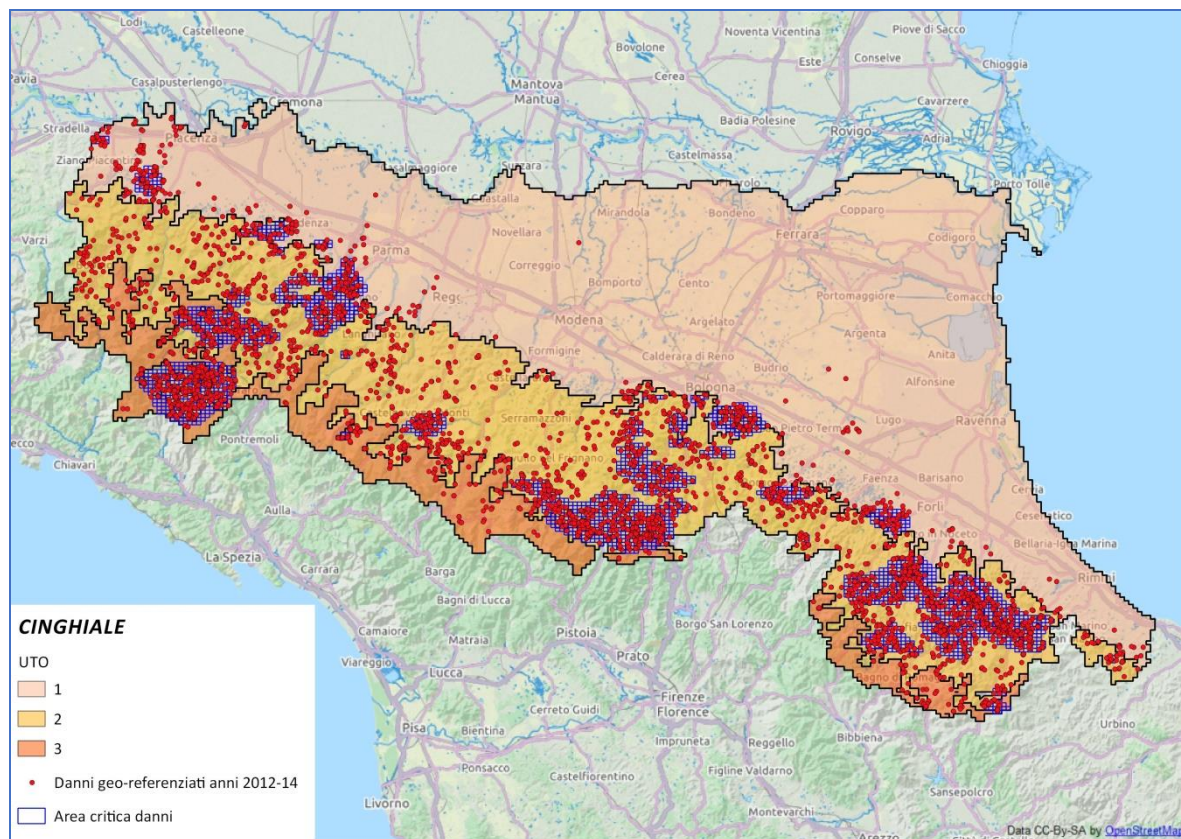 Lodi
Castelleone
Noventa Vicentina
Piove di Sacco
Bovolone
Este
Conselve
Pavia
Casalpusterlengo
Mantova
Mantua
Cerea
Chioggia
Cremona
Cavarzere
Stradella
Piacenza
Badia Polesine
Rovigo
Adria
Castelmassa
Porto Tolle
Mirandola
Bondeno
Copparo
Varzi
Novellara
Ferrara
Codigoro
Parma
Correggio
Bomporto
Cento
Portomaggiore
Comacchio
Modena
Argelato
Argenta
Formigine
Calderara di Reno
Anita
Budrio
Bologna
Alfonsine
Serramazzoni
Lugo
Ravenna
Pontremoli
Chiavari
Faenza
Barisano
Forlì
Aulla
Bellaria-Igea Marina
La Spezia
Carrara
Barga
Rimini
Bagni di Lucca
Camaiore
Matraia
Pistoia
Borgo San Lorenzo
Viareggio
Lucca
Prato
Firenze
Florence
Pisa
Cerreto Guidi
Bientina
Impruneta
Reggello
Bibbiena
Urbino
Ponsacco
Castelfiorentino
Figline Valdarno
Sansepolcro
Livorno
Montevarchi
Arezzo
CINGHIALE
UTO
1
2
3
Danni geo-referenziati anni 2012-14
Area critica danni
Data CC-By-SA by OpenStreetMap